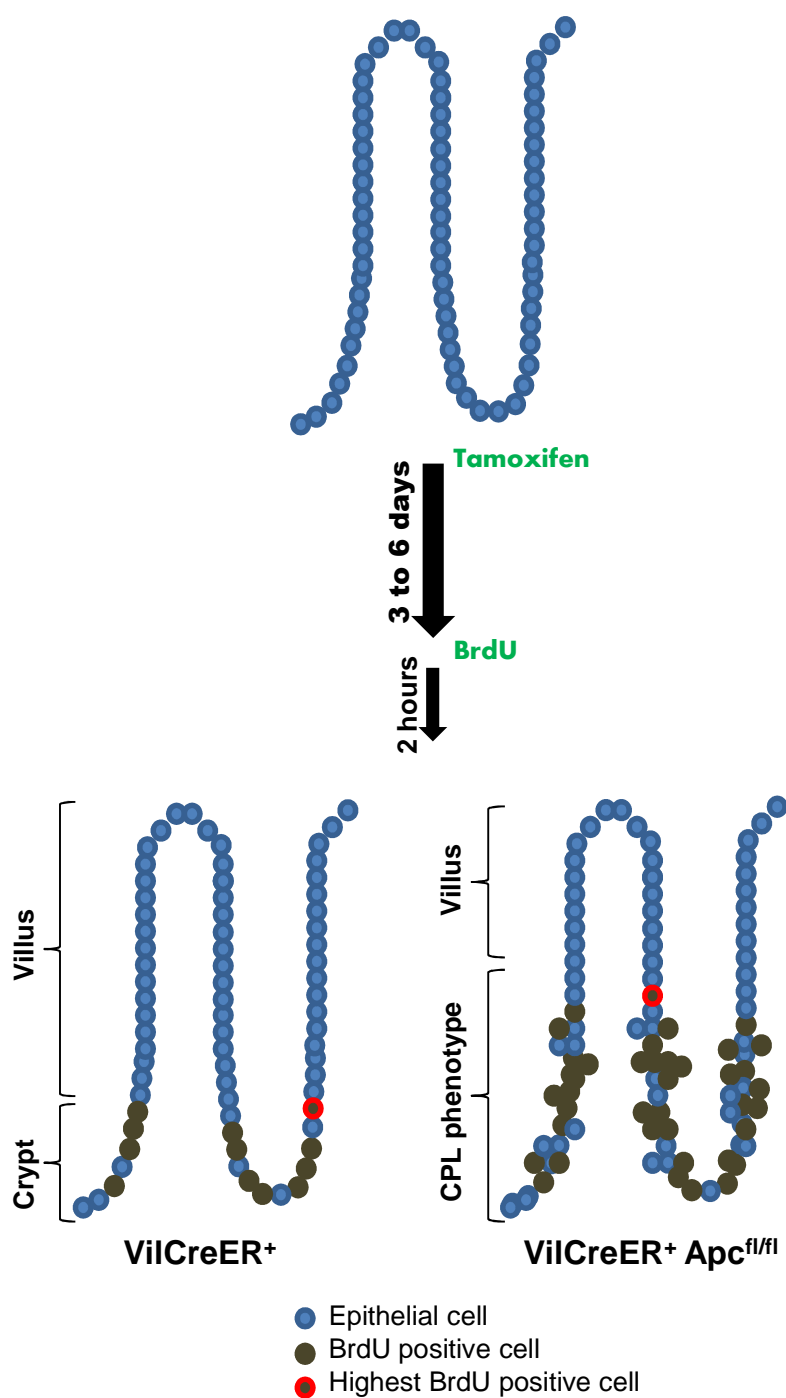 Tamoxifen
3 to 6 days
BrdU
2 hours
Villus
Crypt
Villus
CPL phenotype
VilCreER+
VilCreER+ Apcfl/fl
Epithelial cell
BrdU positive cell
Highest BrdU positive cell